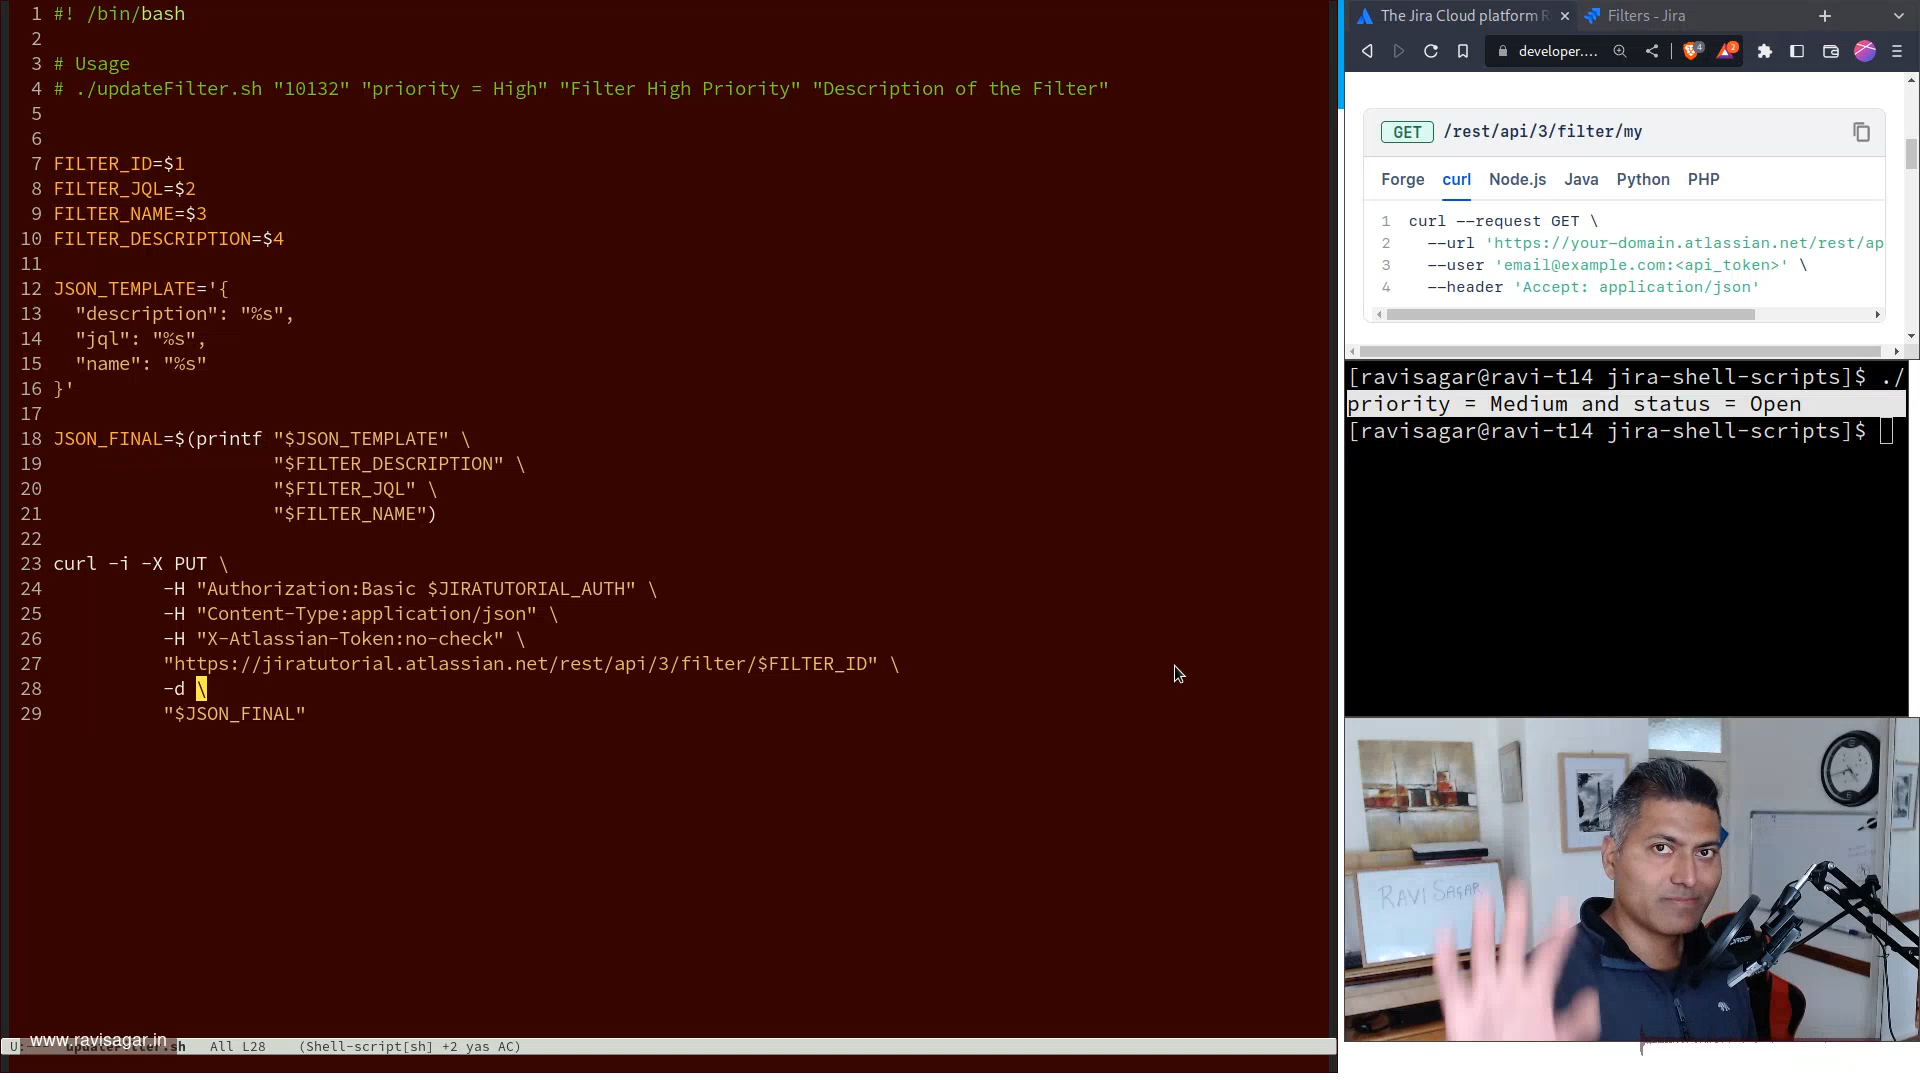 1 #! /bin/bash
2
3 # Usage
4 # ./updateFilter.sh "10132" "priority = High" "Filter High Priority" "Description of the Filter"
5
6
7 FILTER_ID=$1
8 FILTER_JQL=$2
9 FILTER_NAME=$3
10 FILTER_DESCRIPTION=$4
11
12 JSON_TEMPLATE='{
13 "description": "%s",
14 "jql": "%s",
15 "name": "%s"
16 }'
17
18 JSON_FINAL=$(printf "$JSON_TEMPLATE" \
19 "$FILTER_DESCRIPTION" \
20 "$FILTER_JQL" \
21 "$FILTER_NAME")
22
23 curl -i -X PUT \
24 -H "Authorization:Basic $JIRATUTORIAL_AUTH" \
25 -H "Content-Type:application/json" \
26 -H "X-Atlassian-Token:no-check" \
27 "https://jiratutorial.atlassian.net/rest/api/3/filter/$FILTER_ID" \
28 -d \
29 "$JSON_FINAL"
www.ravisagar.in
All L28 (Shell-script[sh] +2 yas AC)
The Jira Cloud platform R
Filters - Jira
developer....
4
2
GET /rest/api/3/filter/my
Forge curl Node.js Java Python PHP
1 curl --request GET \
2 --url 'https://your-domain.atlassian.net/rest/ap
3 --user 'email@example.com:<api_token>' \
4 --header 'Accept: application/json'
[ravisagar@ravi-t14 jira-shell-scripts]$ ./
priority = Medium and status = Open
[ravisagar@ravi-t14 jira-shell-scripts]$
RAVI SAGAR